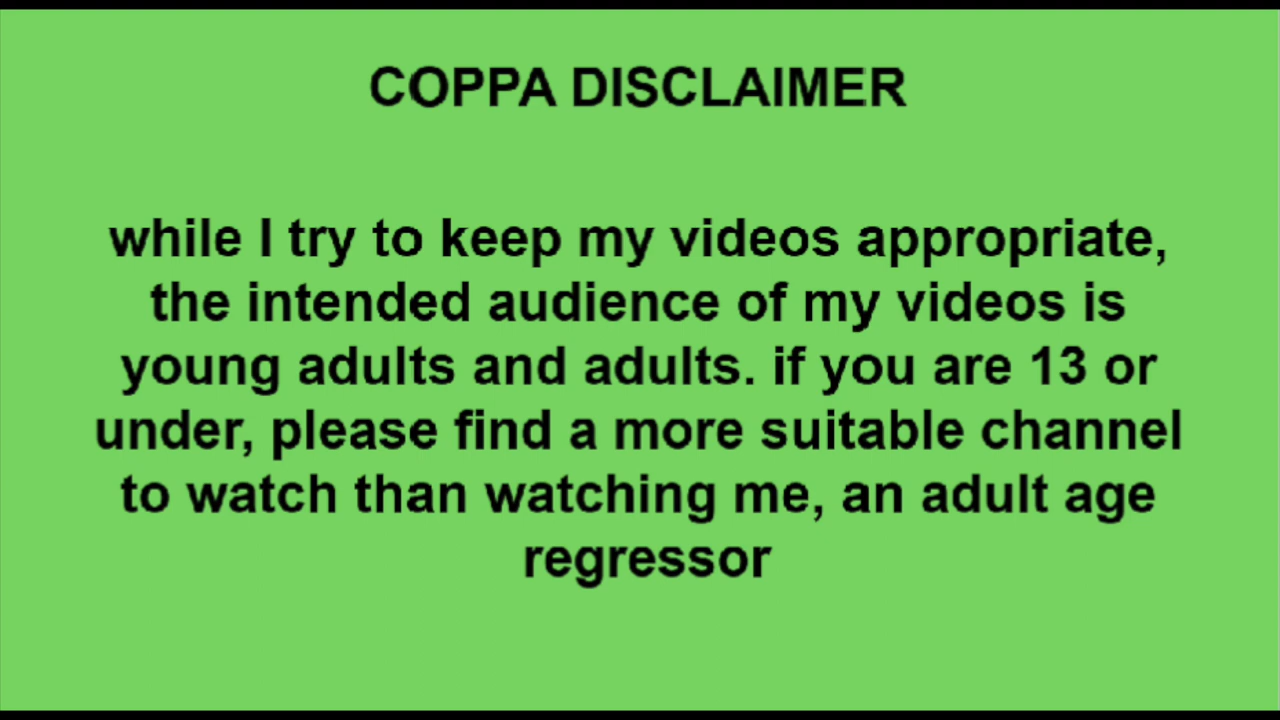 COPPA DISCLAIMER
while I try to keep my videos appropriate,
the intended audience of my videos is
young adults and adults. if you are 13 or
under, please find a more suitable channel
to watch than watching me, an adult age
regressor